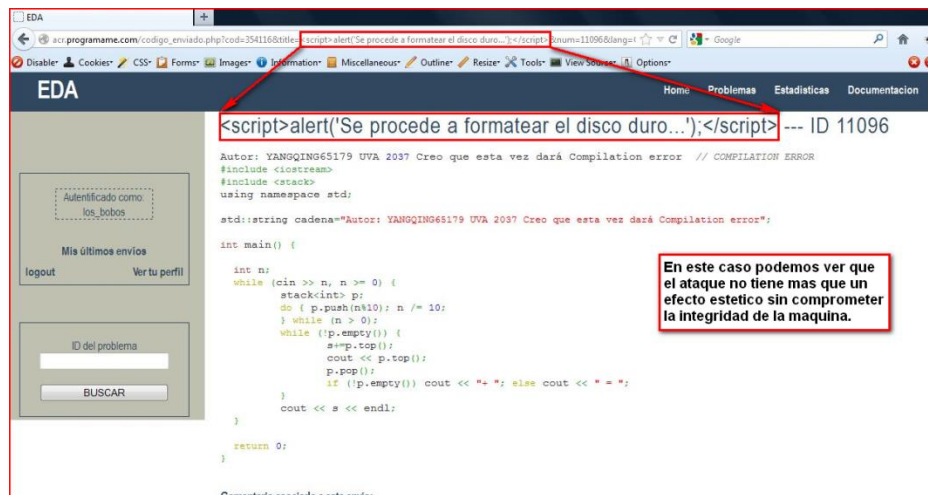 EDA
+
acr.programame.com/codigo_enviado.php?cod=354116&title=<script>alert('Se procede a formatear el disco duro...');</script>&num=11096&lang=
Google
Disable Cookies CSS Forms Images Information Miscellaneous Outline Resize Tools View Source Options
EDA
Home Problemas Estadisticas Documentacion
<script>alert('Se procede a formatear el disco duro...');</script> --- ID 11096
Autor: YANGQING65179 UVA 2037 Creo que esta vez dará Compilation error // COMPILATION ERROR
#include <iostream>
#include <stack>
using namespace std;
std::string cadena="Autor: YANGQING65179 UVA 2037 Creo que esta vez dará Compilation error";
int main() {
int n;
while (cin >> n, n >= 0) {
stack<int> p;
do { p.push(n%10); n /= 10;
} while (n > 0);
while (!p.empty()) {
s+=p.top();
cout << p.top();
p.pop();
if (!p.empty()) cout << "+ "; else cout << " = ";
}
cout << s << endl;
}
return 0;
}
Autentificado como:
los_bobos
Mis últimos envios
logout Ver tu perfil
ID del problema
BUSCAR
En este caso podemos ver que
el ataque no tiene mas que un
efecto estetico sin comprometer
la integridad de la maquina.